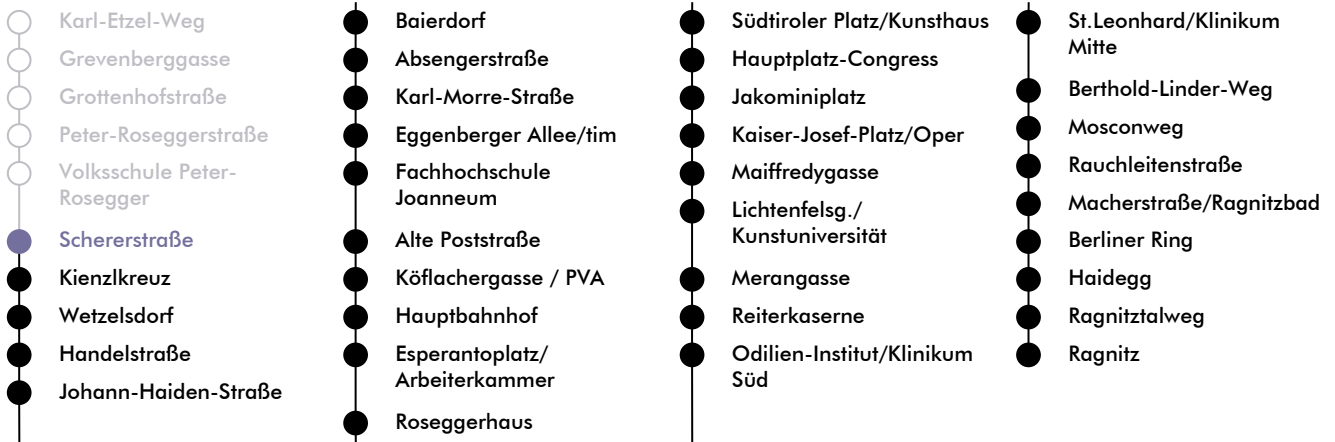 Karl-Etzel-Weg
Grevenberggasse
Grottenhofstraße
Peter-Roseggerstraße
Volksschule Peter-
Rosegger
Schererstraße
Kienzlkreuz
Wetzelsdorf
Handelstraße
Johann-Haiden-Straße
Baierdorf
Absengerstraße
Karl-Morre-Straße
Eggenberger Allee/tim
Fachhochschule
Joanneum
Alte Poststraße
Köflachergasse / PVA
Hauptbahnhof
Esperantoplatz/
Arbeiterkammer
Roseggerhaus
Südtiroler Platz/Kunsthaus
Hauptplatz-Congress
Jakominiplatz
Kaiser-Josef-Platz/Oper
Maiffredygasse
Lichtenfelsg./
Kunstuniversität
Merangasse
Reiterkaserne
Odilien-Institut/Klinikum
Süd
St.Leonhard/Klinikum
Mitte
Berthold-Linder-Weg
Mosconweg
Rauchleitenstraße
Macherstraße/Ragnitzbad
Berliner Ring
Haidegg
Ragnitztalweg
Ragnitz